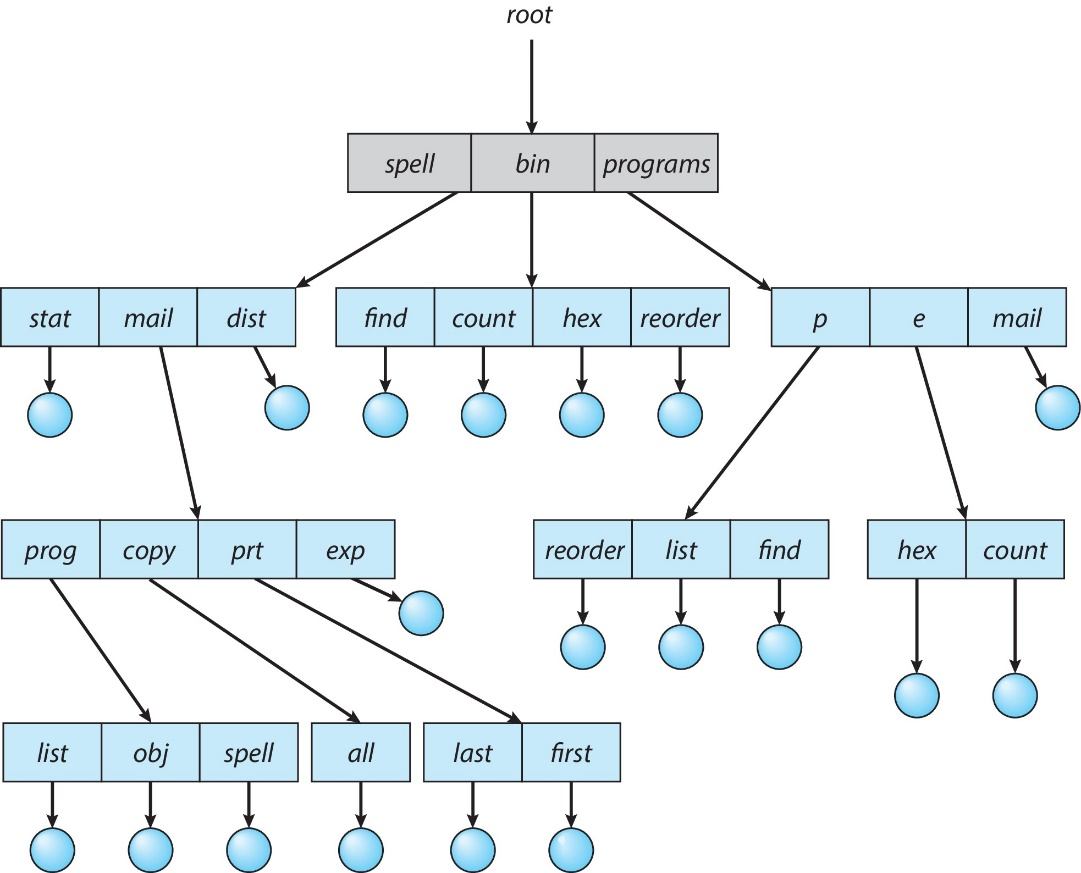 root
spell bin programs
stat mail dist find count hex reorder p e mail
prog copy prt exp reorder list find hex count
list obj spell all last first